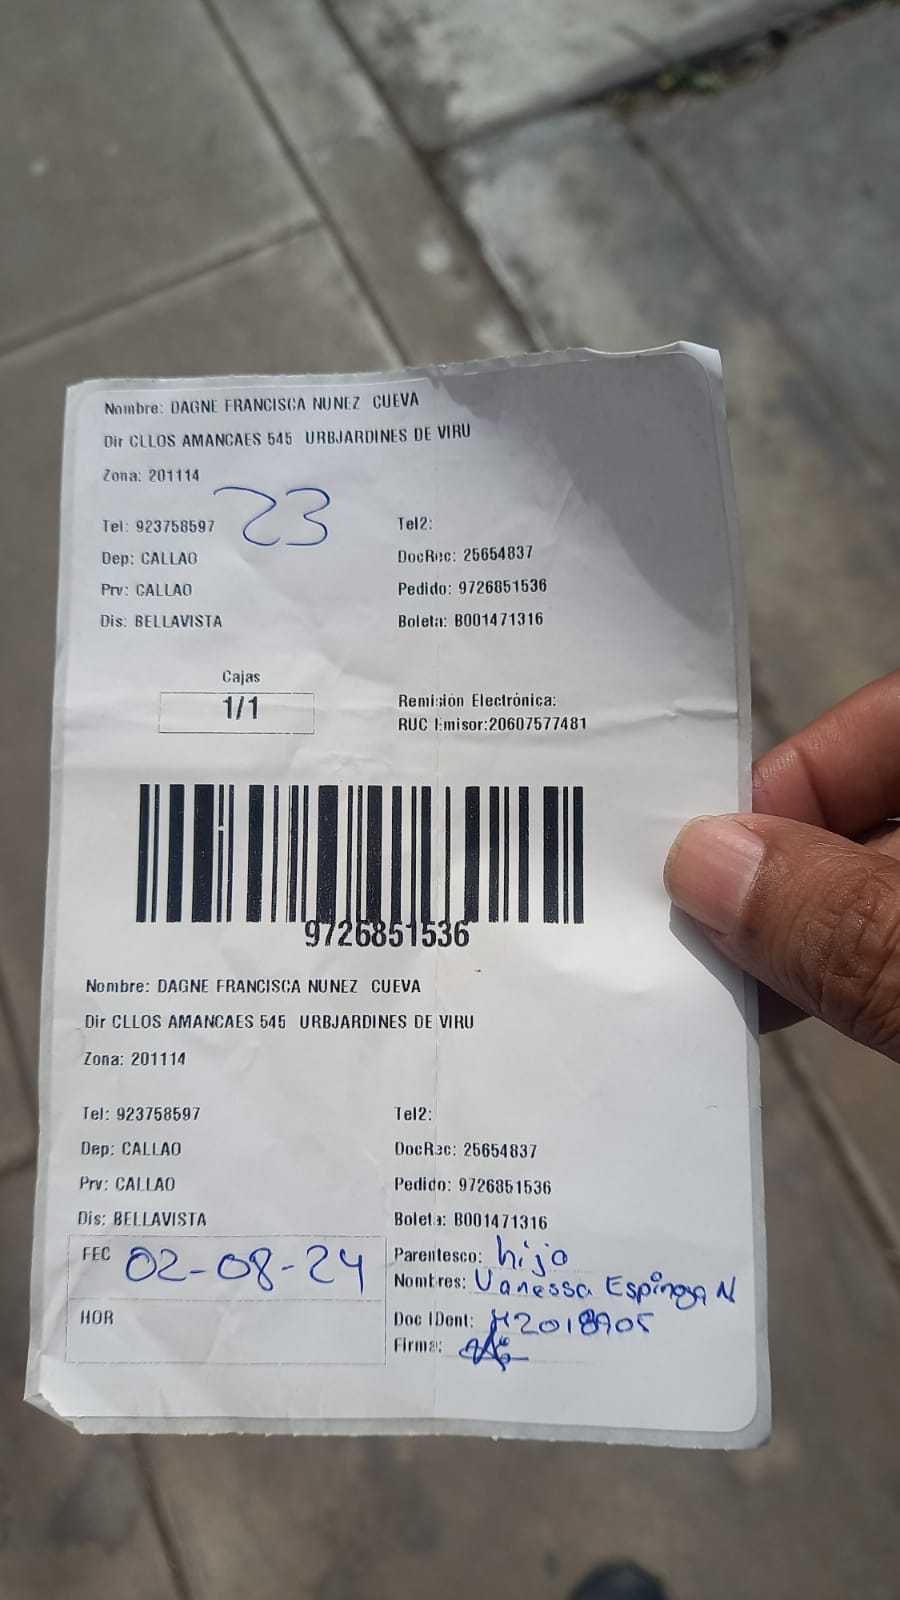 Nombre: DAGNE FRANCISCA NUNEZ CUEVA
Dir CLLOS AMANCAES 545 URBJARDINES DE VIRU
Zona: 201114
23
Tel: 923758597 Tel2:
Dep: CALLAO DocRec: 25654837
Prv: CALLAO Pedido: 9726851536
Dis: BELLAVISTA Boleta: B001471316
Cajas
1/1
Remisión Electrónica:
RUC Emisor:20607577481
9726851536
Nombre: DAGNE FRANCISCA NUNEZ CUEVA
Dir CLLOS AMANCAES 545 URBJARDINES DE VIRU
Zona: 201114
Tel: 923758597 Tel2:
Dep: CALLAO DocRec: 25654837
Prv: CALLAO Pedido: 9726851536
Dis: BELLAVISTA Boleta: B001471316
FEC 02-08-24 Parentesco: hijo
Nombres: Vanessa Espinoza N
HOR Doc IDent:
Firma: